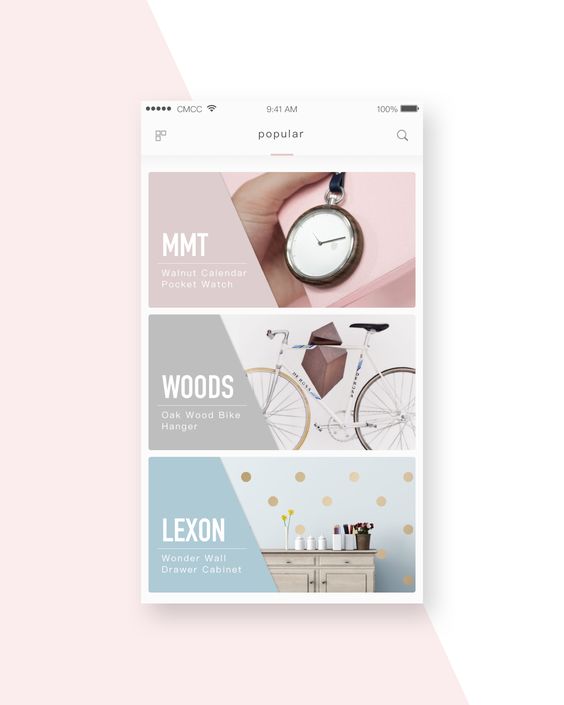 CMCC 9:41 AM 100%
popular
MMT
Walnut Calendar
Pocket Watch
WOODS
Oak Wood Bike
Hanger
LEXON
Wonder Wall
Drawer Cabinet